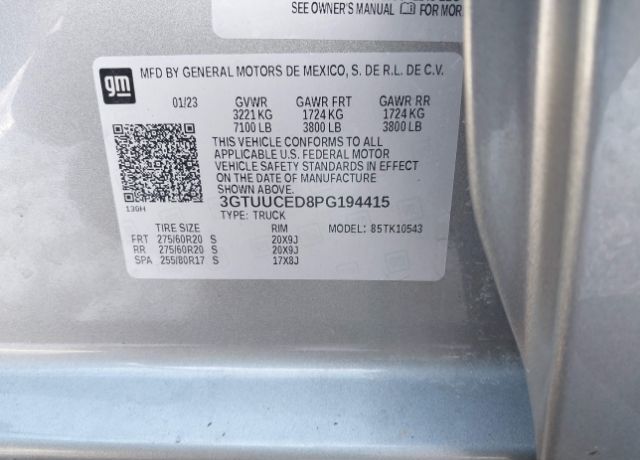 SEE OWNER'S MANUAL FOR MOR
gm
MFD BY GENERAL MOTORS DE MEXICO, S. DE R.L. DE C.V.
01/23 GVWR GAWR FRT GAWR RR
3221 KG 1724 KG 1724 KG
7100 LB 3800 LB 3800 LB
THIS VEHICLE CONFORMS TO ALL
APPLICABLE U.S. FEDERAL MOTOR
VEHICLE SAFETY STANDARDS IN EFFECT
ON THE DATE OF MANUFACTURE
SHOWN ABOVE.
13GH 3GTUUCED8PG194415
TYPE: TRUCK
TIRE SIZE RIM MODEL: 85TK10543
FRT 275/60R20 S 20X9J
RR 275/60R20 S 20X9J
SPA 255/80R17 S 17X8J